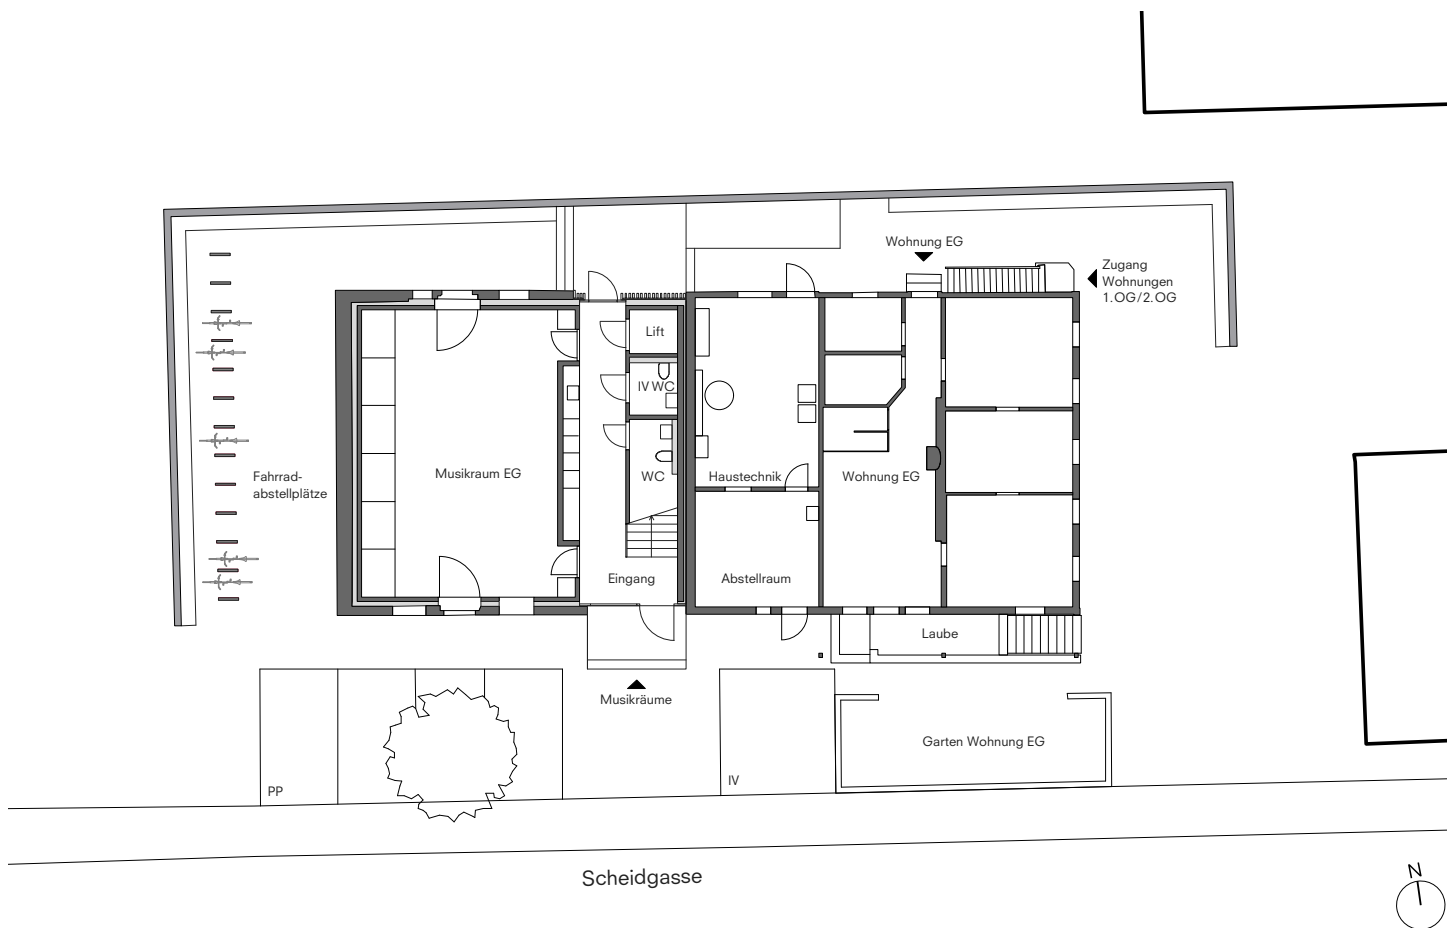 Wohnung EG
Zugang
Wohnungen
1.OG/2.OG
Lift
IV WC
Fahrrad-
abstellplätze
Musikraum EG
WC
Haustechnik
Wohnung EG
Eingang
Abstellraum
Laube
Musikräume
Garten Wohnung EG
PP
IV
Scheidgasse
N